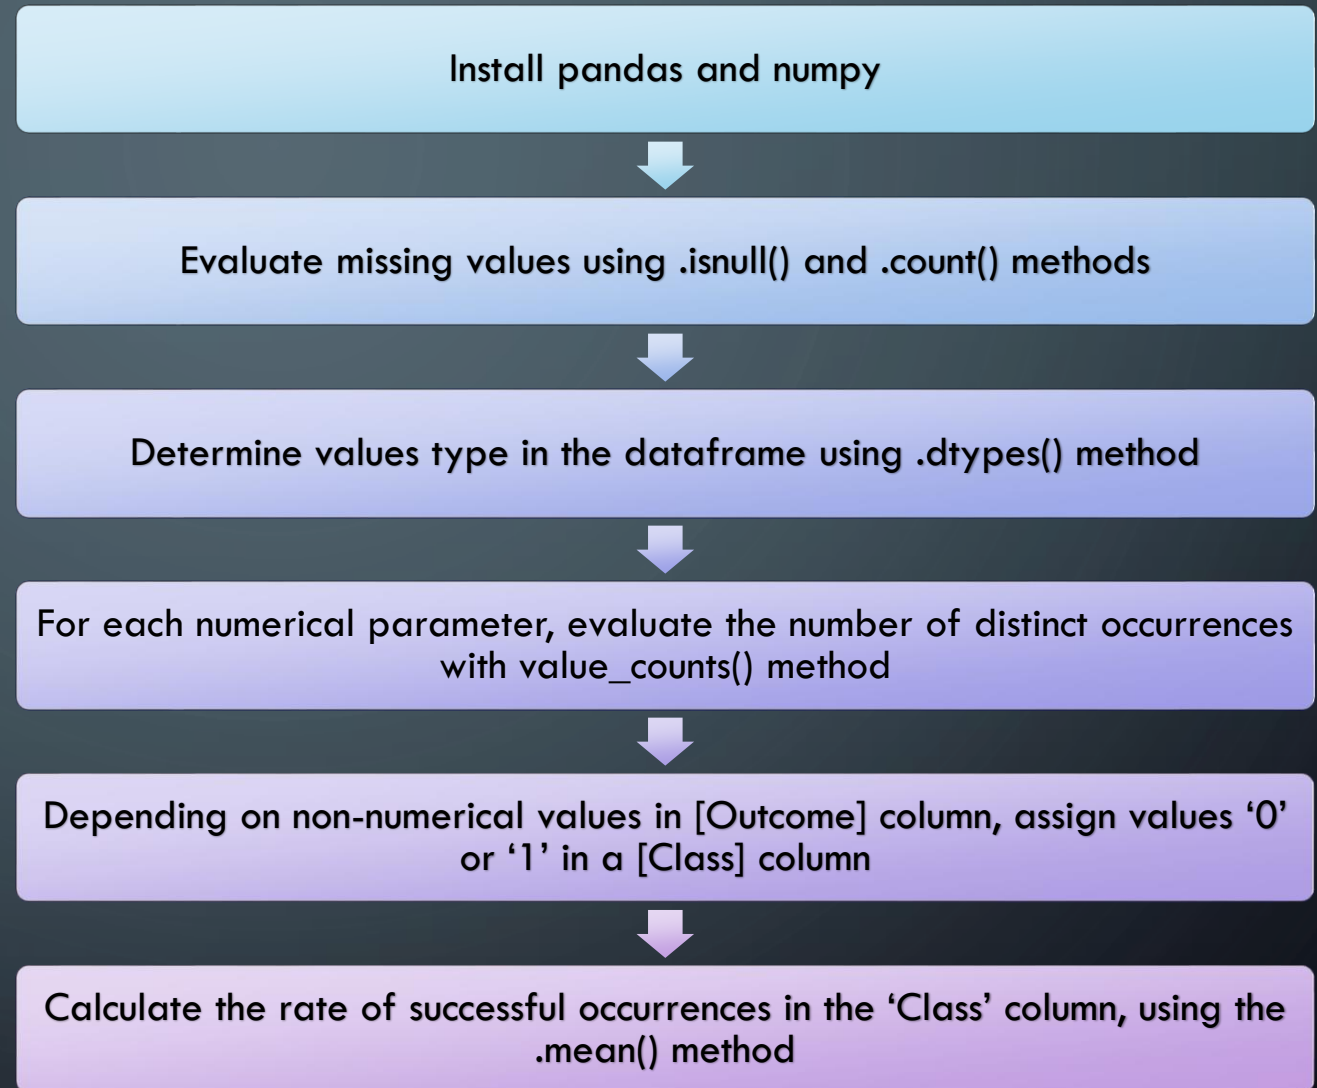 Install pandas and numpy
Evaluate missing values using .isnull() and .count() methods
Determine values type in the dataframe using .dtypes() method
For each numerical parameter, evaluate the number of distinct occurrences
with value_counts() method
Depending on non-numerical values in [Outcome] column, assign values ‘0’
or ‘1’ in a [Class] column
Calculate the rate of successful occurrences in the ‘Class’ column, using the
.mean() method